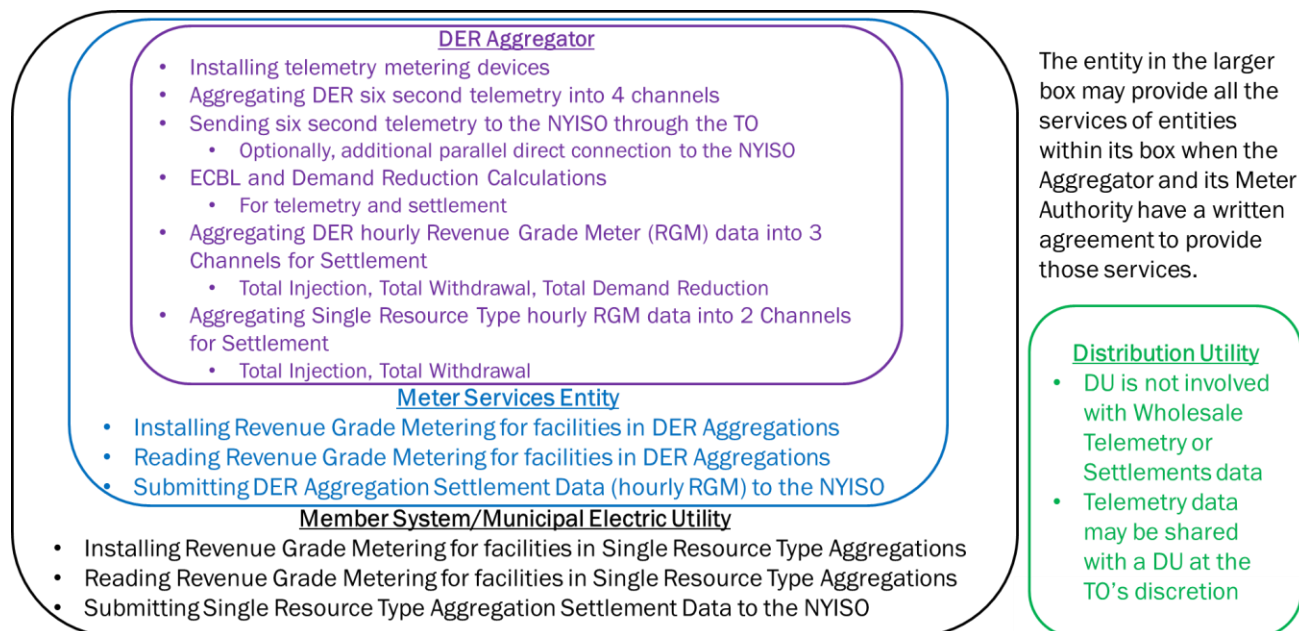 DER Aggregator
• Installing telemetry metering devices
• Aggregating DER six second telemetry into 4 channels
• Sending six second telemetry to the NYISO through the TO
• Optionally, additional parallel direct connection to the NYISO
• ECBL and Demand Reduction Calculations
• For telemetry and settlement
• Aggregating DER hourly Revenue Grade Meter (RGM) data into 3
Channels for Settlement
• Total Injection, Total Withdrawal, Total Demand Reduction
• Aggregating Single Resource Type hourly RGM data into 2 Channels
for Settlement
• Total Injection, Total Withdrawal
Meter Services Entity
• Installing Revenue Grade Metering for facilities in DER Aggregations
• Reading Revenue Grade Metering for facilities in DER Aggregations
• Submitting DER Aggregation Settlement Data (hourly RGM) to the NYISO
Member System/Municipal Electric Utility
• Installing Revenue Grade Metering for facilities in Single Resource Type Aggregations
• Reading Revenue Grade Metering for facilities in Single Resource Type Aggregations
• Submitting Single Resource Type Aggregation Settlement Data to the NYISO
The entity in the larger
box may provide all the
services of entities
within its box when the
Aggregator and its Meter
Authority have a written
agreement to provide
those services.
Distribution Utility
• DU is not involved
with Wholesale
Telemetry or
Settlements data
• Telemetry data
may be shared
with a DU at the
TO's discretion